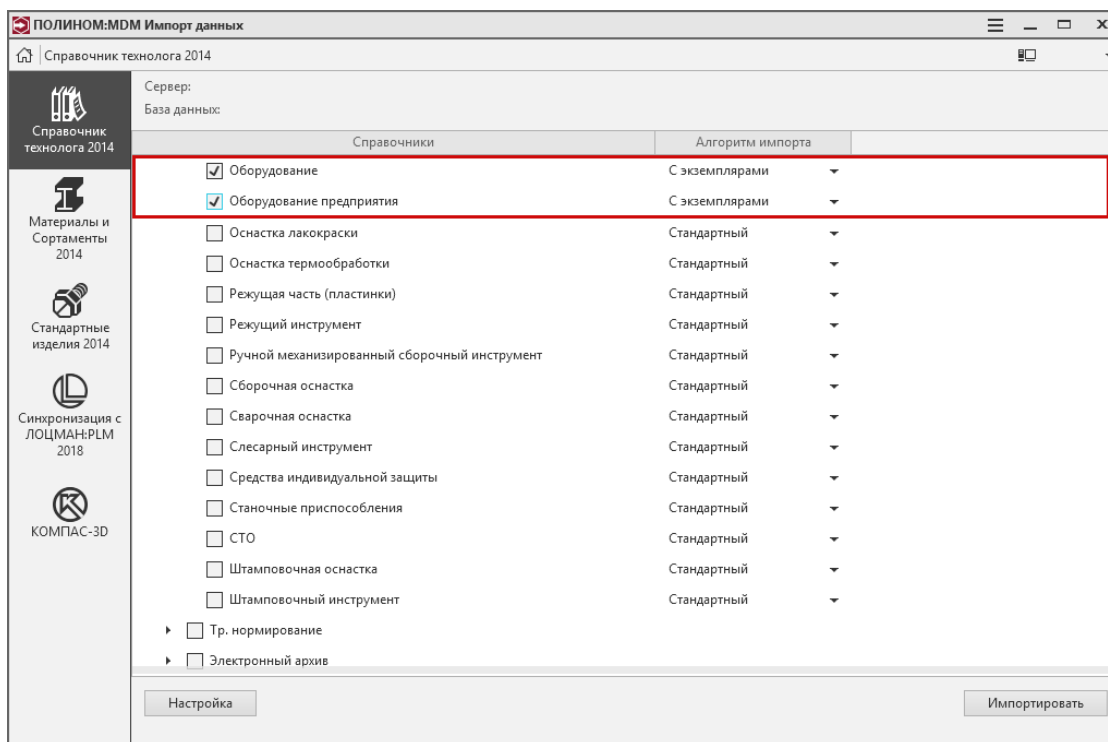 ПОЛИНОМ:MDM Импорт данных
Справочник технолога 2014
Справочник
технолога 2014
Материалы и
Сортаменты
2014
Стандартные
изделия 2014
Синхронизация с
ЛОЦМАН:PLM
2018
КОМПАС-3D
Сервер:
База данных:
Справочники Алгоритм импорта
Оборудование С экземплярами
Оборудование предприятия С экземплярами
Оснастка лакокраски Стандартный
Оснастка термообработки Стандартный
Режущая часть (пластинки) Стандартный
Режущий инструмент Стандартный
Ручной механизированный сборочный инструмент Стандартный
Сборочная оснастка Стандартный
Сварочная оснастка Стандартный
Слесарный инструмент Стандартный
Средства индивидуальной защиты Стандартный
Станочные приспособления Стандартный
СТО Стандартный
Штамповочная оснастка Стандартный
Штамповочный инструмент Стандартный
Тр. нормирование
Электронный архив
Настройка Импортировать